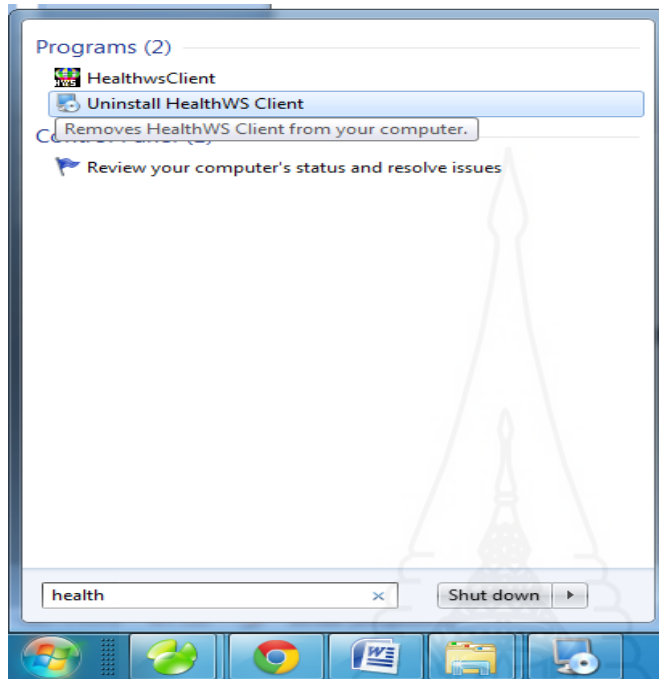 Programs (2)
HealthwsClient
Uninstall HealthWS Client
Removes HealthWS Client from your computer.
Review your computer's status and resolve issues
health
Shut down